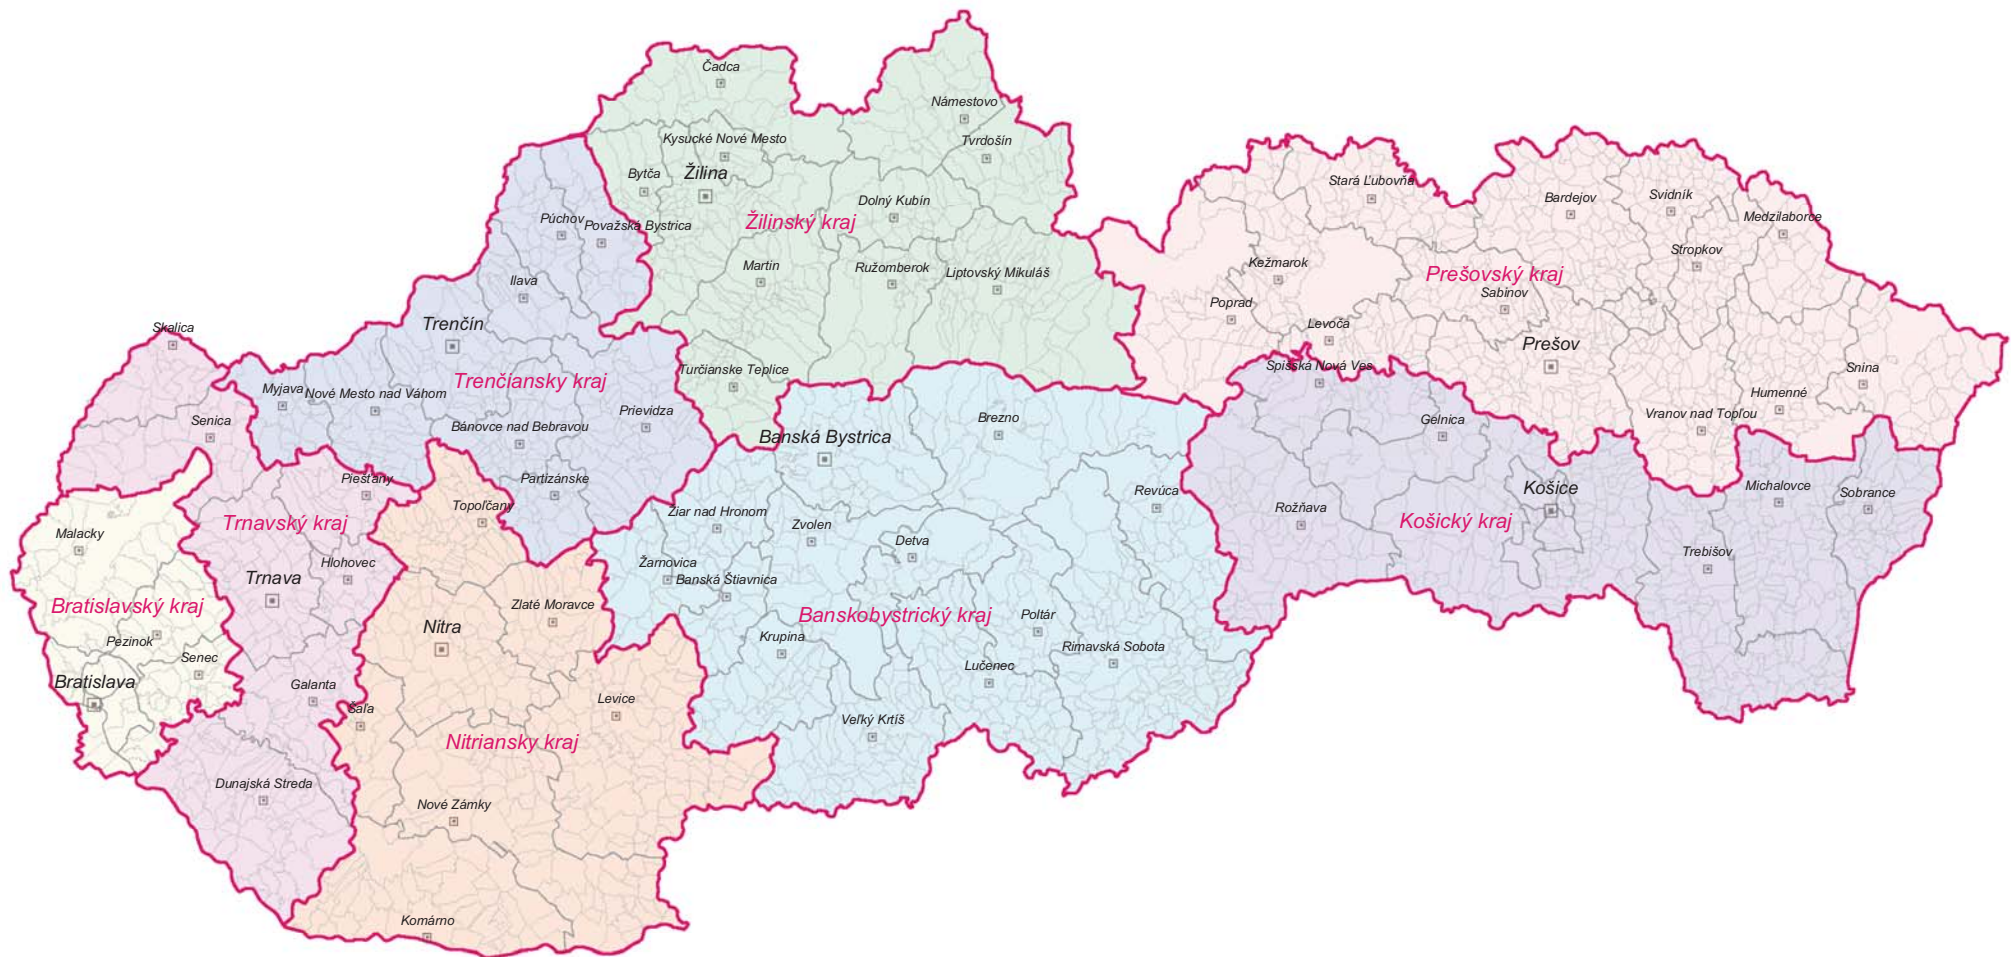 Čadca
Námestovo
Kysucké Nové Mesto
Tvrdošín
Bytča
Žilina
Stará Ľubovňa
Dolný Kubín
Bardejov
Svidník
Medzilaborce
Púchov
Považská Bystrica
Žilinský kraj
Stropkov
Martin
Ružomberok
Liptovský Mikuláš
Kežmarok
Prešovský kraj
Ilava
Poprad
Sabinov
Skalica
Trenčín
Levoča
Prešov
Turčianske Teplice
Spišská Nová Ves
Snina
Trenčiansky kraj
Myjava
Nové Mesto nad Váhom
Humenné
Prievidza
Brezno
Vranov nad Topľou
Senica
Bánovce nad Bebravou
Banská Bystrica
Gelnica
Piešťany
Partizánske
Revúca
Košice
Michalovce
Sobrance
Topoľčany
Žiar nad Hronom
Rožňava
Trnavský kraj
Zvolen
Košický kraj
Malacky
Detva
Trebišov
Hlohovec
Žarnovica
Trnava
Banská Štiavnica
Bratislavský kraj
Zlaté Moravce
Banskobystrický kraj
Poltár
Nitra
Pezinok
Krupina
Rimavská Sobota
Senec
Lučenec
Bratislava
Galanta
Levice
Šaľa
Veľký Krtíš
Nitriansky kraj
Dunajská Streda
Nové Zámky
Komárno